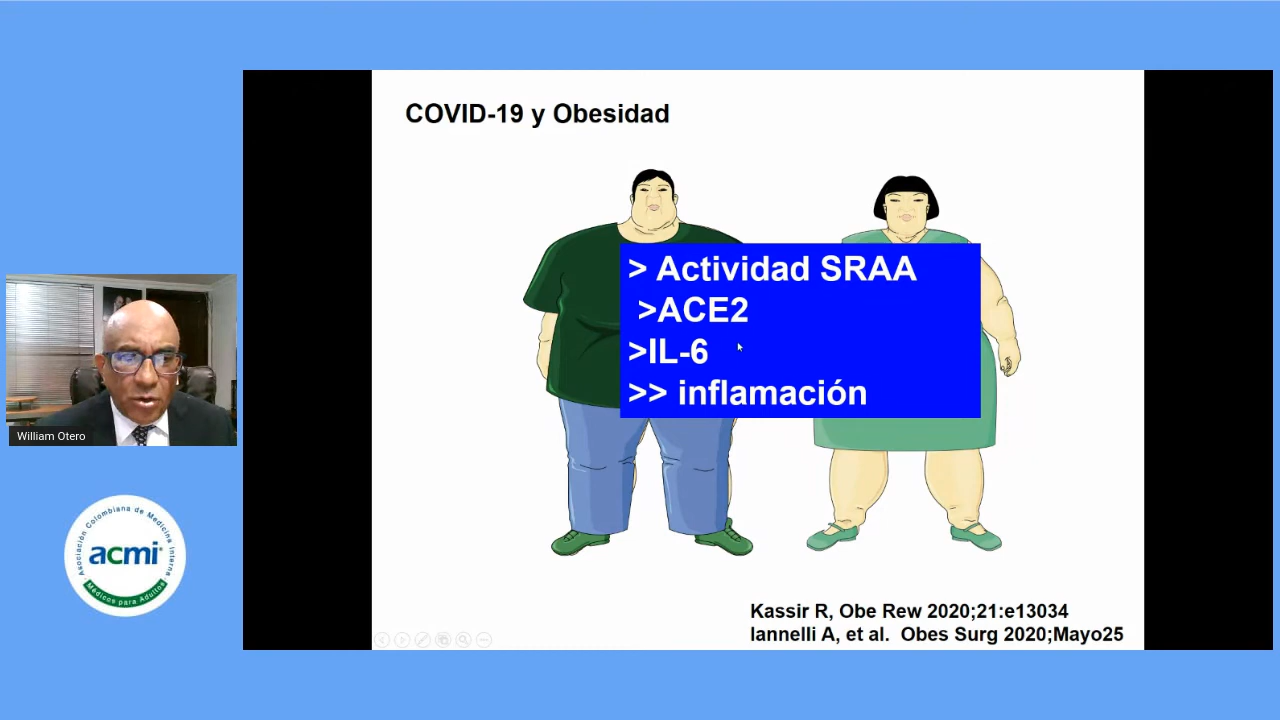 COVID-19 y Obesidad
> Actividad SRAA
>ACE2
>IL-6
>> inflamación
Kassir R, Obe Rew 2020;21:e13034
Iannelli A, et al. Obes Surg 2020;Mayo25
William Otero
Asociación Colombiana de Medicina Interna
acmi
Médicos para Adultos